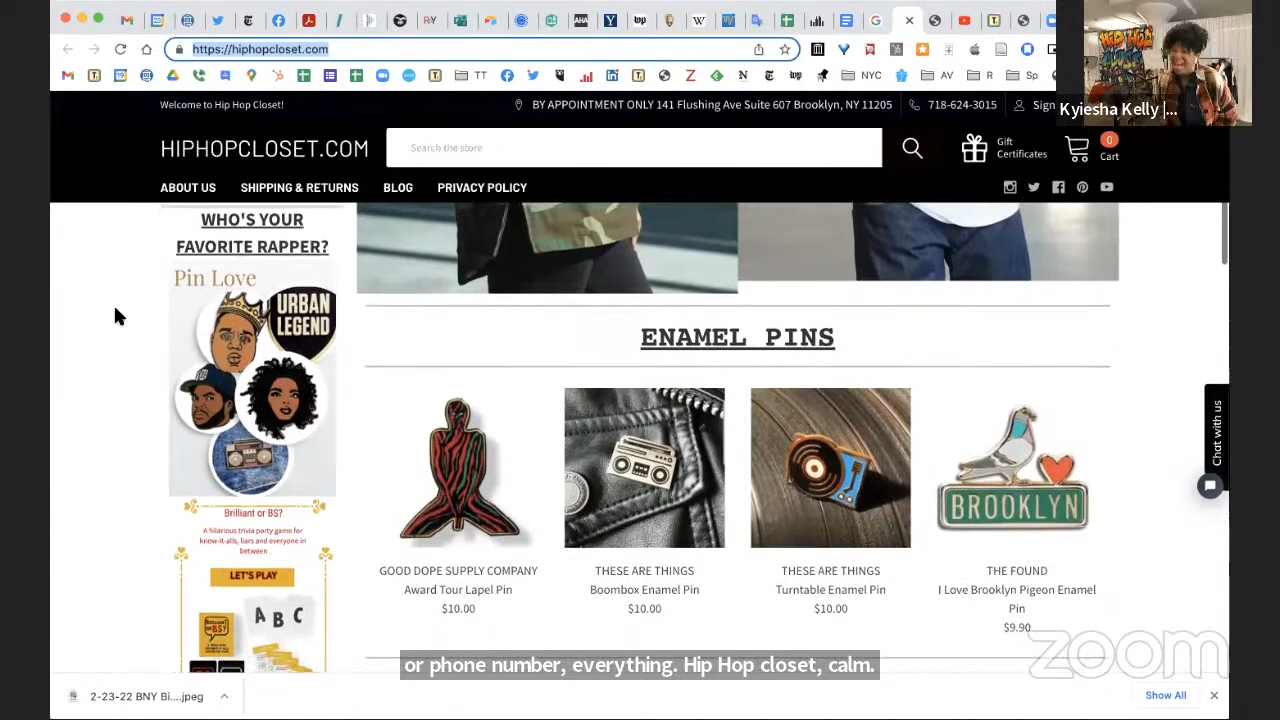 https://hiphopcloset.com
NYC
AV
R
Sp
TT
Kyiesha Kelly |...
Welcome to Hip Hop Closet!
BY APPOINTMENT ONLY 141 Flushing Ave Suite 607 Brooklyn, NY 11205
718-624-3015
Sign
HIPHOPCLOSET.COM
Search the store
Gift
Certificates
0
Cart
ABOUT US SHIPPING & RETURNS BLOG PRIVACY POLICY
WHO'S YOUR
FAVORITE RAPPER?
Pin Love
URBAN
LEGEND
Brilliant or BS?
A hilarious trivia party game for
know-it-alls, liars and everyone in
between
LET'S PLAY
A B C
ENAMEL PINS
BROOKLYN
GOOD DOPE SUPPLY COMPANY
Award Tour Lapel Pin
$10.00
THESE ARE THINGS
Boombox Enamel Pin
$10.00
THESE ARE THINGS
Turntable Enamel Pin
$10.00
THE FOUND
I Love Brooklyn Pigeon Enamel
Pin
$9.90
Chat with us
or phone number, everything. Hip Hop closet, calm.
zoom
2-23-22 BNY Bi....jpeg
Show All